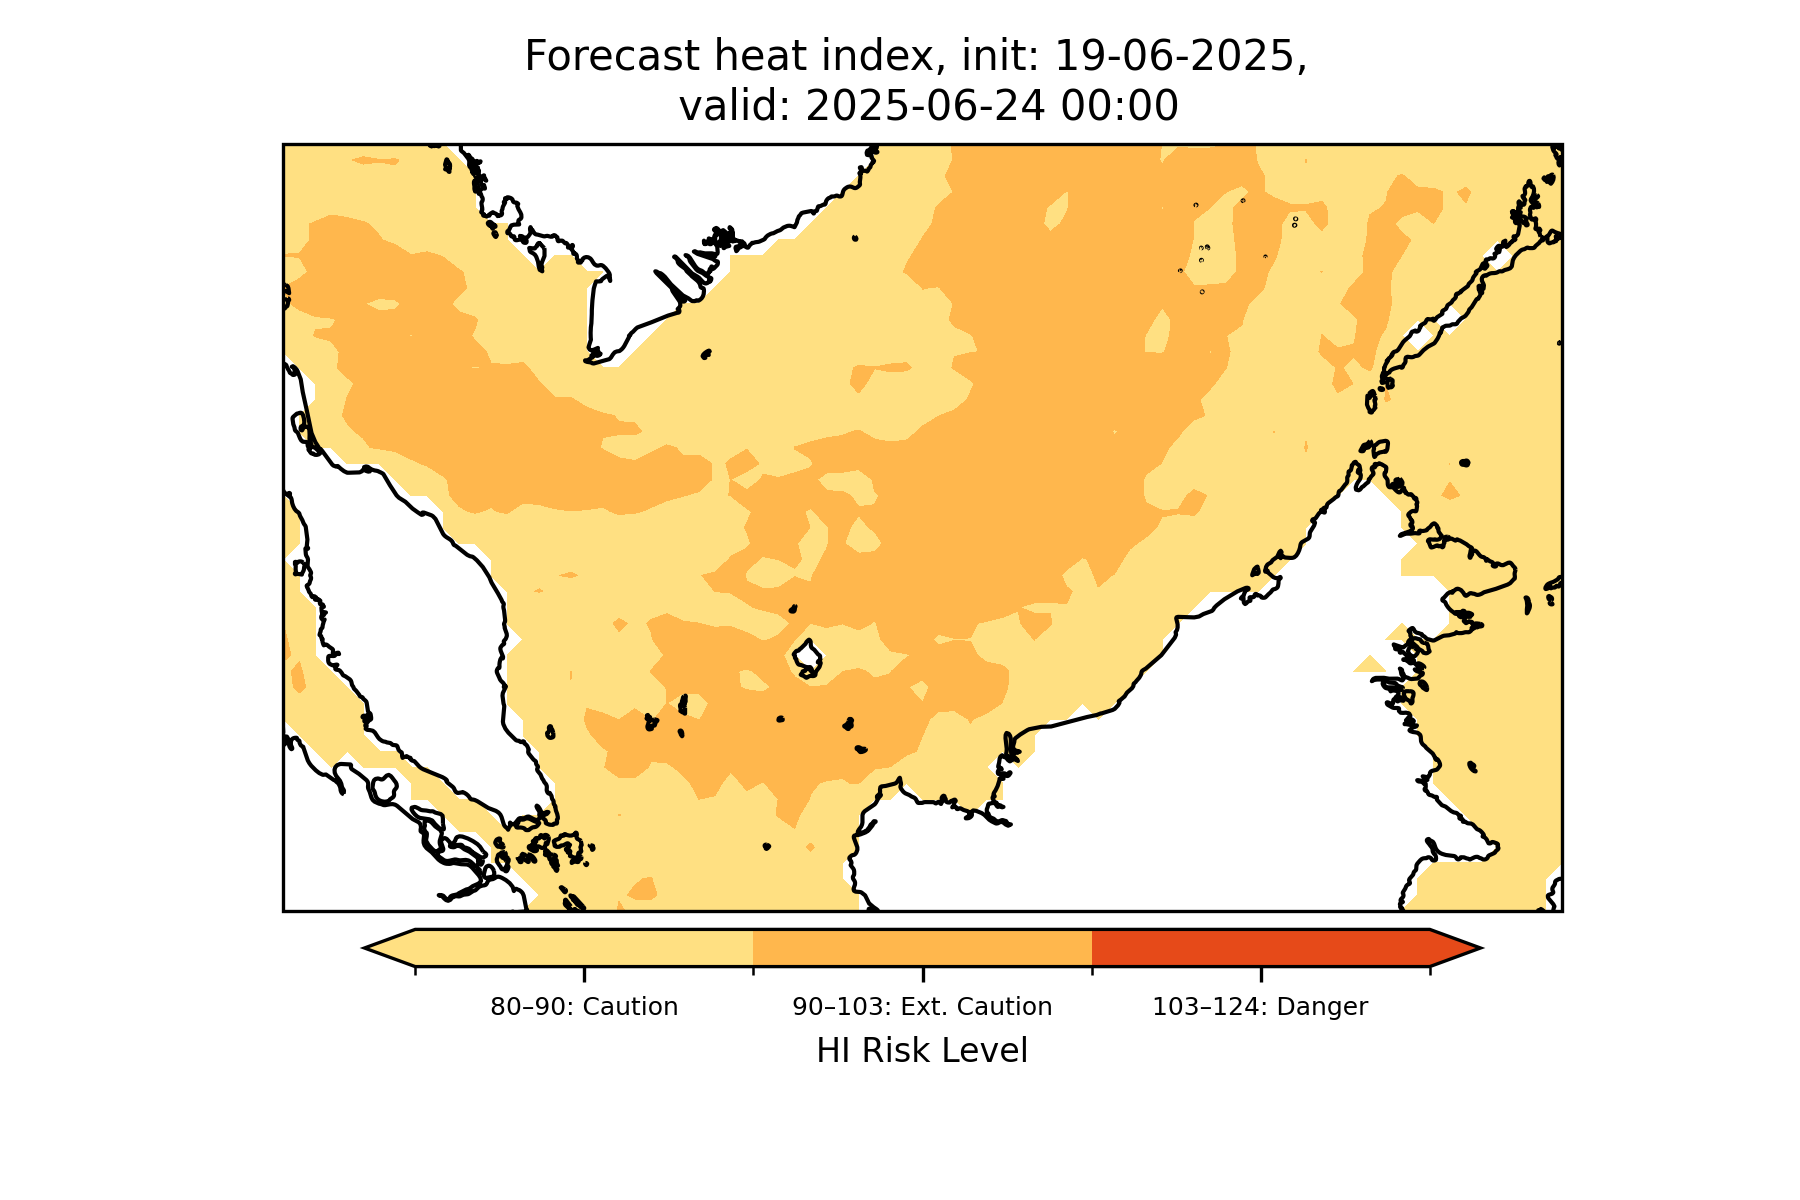 Forecast heat index, init: 19-06-2025,
valid: 2025-06-24 00:00
80–90: Caution
90–103: Ext. Caution
103–124: Danger
HI Risk Level